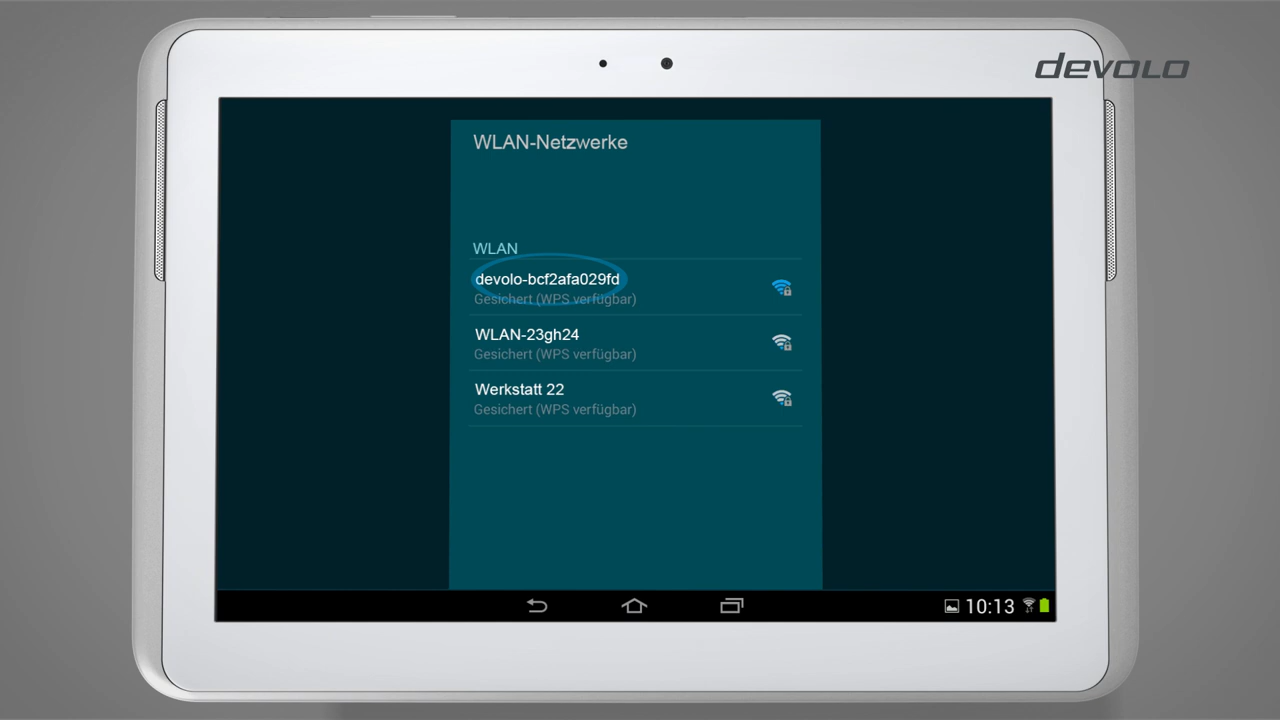 devolo
WLAN-Netzwerke
WLAN
devolo-bcf2afa029fd
Gesichert (WPS verfügbar)
WLAN-23gh24
Gesichert (WPS verfügbar)
Werkstatt 22
Gesichert (WPS verfügbar)
10:13